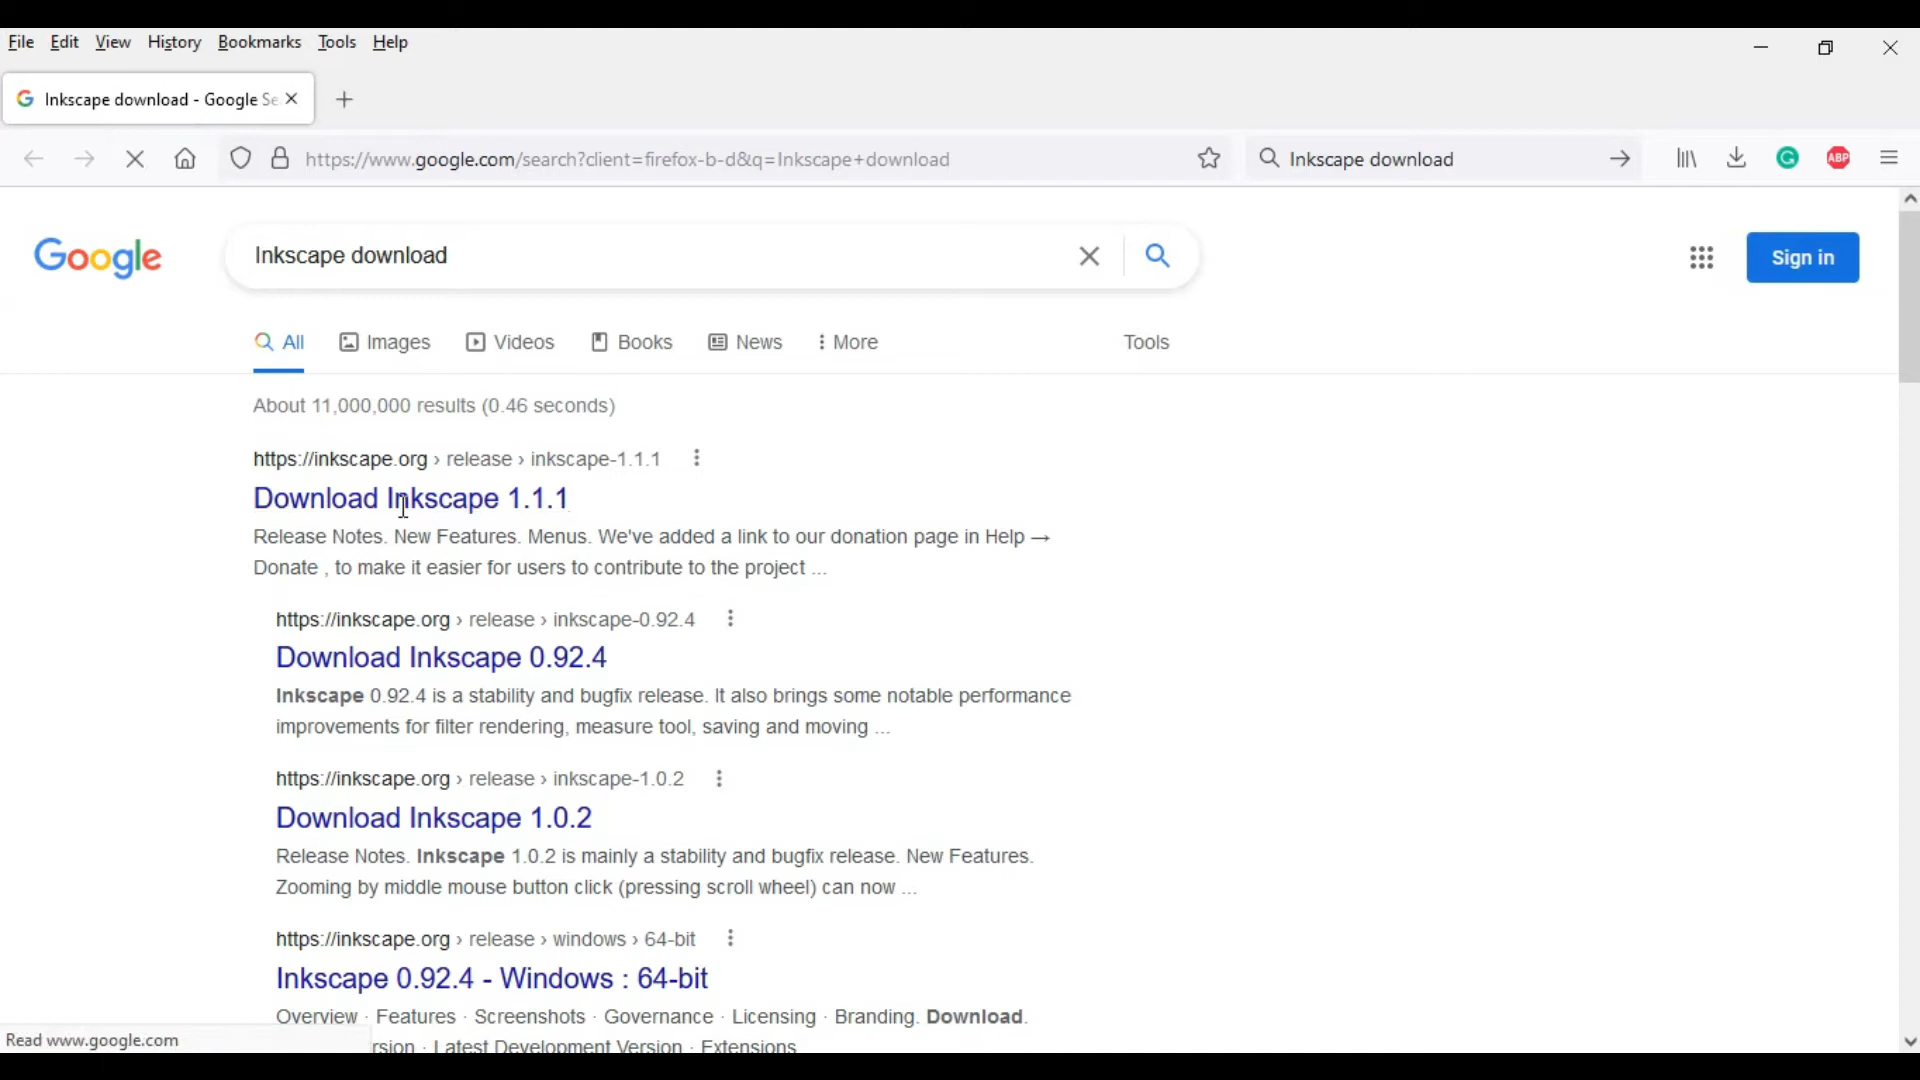 File Edit View History Bookmarks Tools Help
Inkscape download - Google Se
https://www.google.com/search?client=firefox-b-d&q=Inkscape+download
Inkscape download
ABP
Google
Inkscape download
Sign in
All Images Videos Books News More Tools
About 11,000,000 results (0.46 seconds)
https://inkscape.org › release › inkscape-1.1.1
Download Inkscape 1.1.1
Release Notes. New Features. Menus. We've added a link to our donation page in Help →
Donate , to make it easier for users to contribute to the project ...
https://inkscape.org › release › inkscape-0.92.4
Download Inkscape 0.92.4
Inkscape 0.92.4 is a stability and bugfix release. It also brings some notable performance
improvements for filter rendering, measure tool, saving and moving ...
https://inkscape.org › release › inkscape-1.0.2
Download Inkscape 1.0.2
Release Notes. Inkscape 1.0.2 is mainly a stability and bugfix release. New Features.
Zooming by middle mouse button click (pressing scroll wheel) can now ...
https://inkscape.org › release › windows › 64-bit
Inkscape 0.92.4 - Windows : 64-bit
Overview · Features · Screenshots · Governance · Licensing · Branding. Download.
Read www.google.com
rsion · Latest Development Version · Extensions